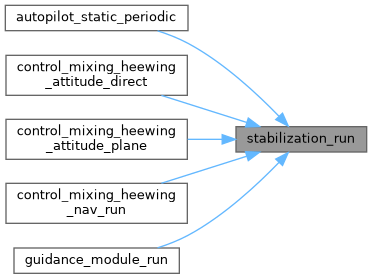 autopilot_static_periodic
control_mixing_heewing
_attitude_direct
control_mixing_heewing
_attitude_plane
stabilization_run
control_mixing_heewing
_nav_run
guidance_module_run